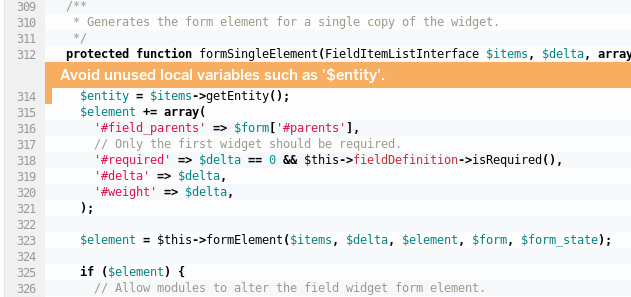 309 /**
310 * Generates the form element for a single copy of the widget.
311 */
312 protected function formSingleElement(FieldItemListInterface $items, $delta, array
Avoid unused local variables such as '$entity'.
314 $entity = $items->getEntity();
315 $element += array(
316 '#field_parents' => $form['#parents'],
317 // Only the first widget should be required.
318 '#required' => $delta == 0 && $this->fieldDefinition->isRequired(),
319 '#delta' => $delta,
320 '#weight' => $delta,
321 );
322
323 $element = $this->formElement($items, $delta, $element, $form, $form_state);
324
325 if ($element) {
326 // Allow modules to alter the field widget form element.